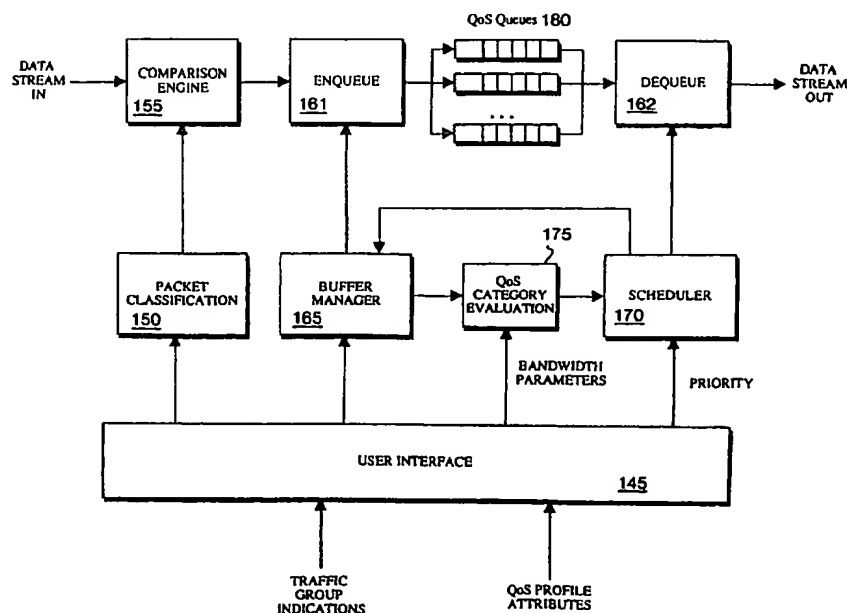 QoS Queues 180
DATA
STREAM
IN
COMPARISON
ENGINE
155
ENQUEUE
161
...
DEQUEUE
162
DATA
STREAM
OUT
175
PACKET
CLASSIFICATION
150
BUFFER
MANAGER
165
QoS
CATEGORY
EVALUATION
SCHEDULER
170
BANDWIDTH
PARAMETERS
PRIORITY
USER INTERFACE
145
TRAFFIC
GROUP
INDICATIONS
QoS PROFILE
ATTRIBUTES